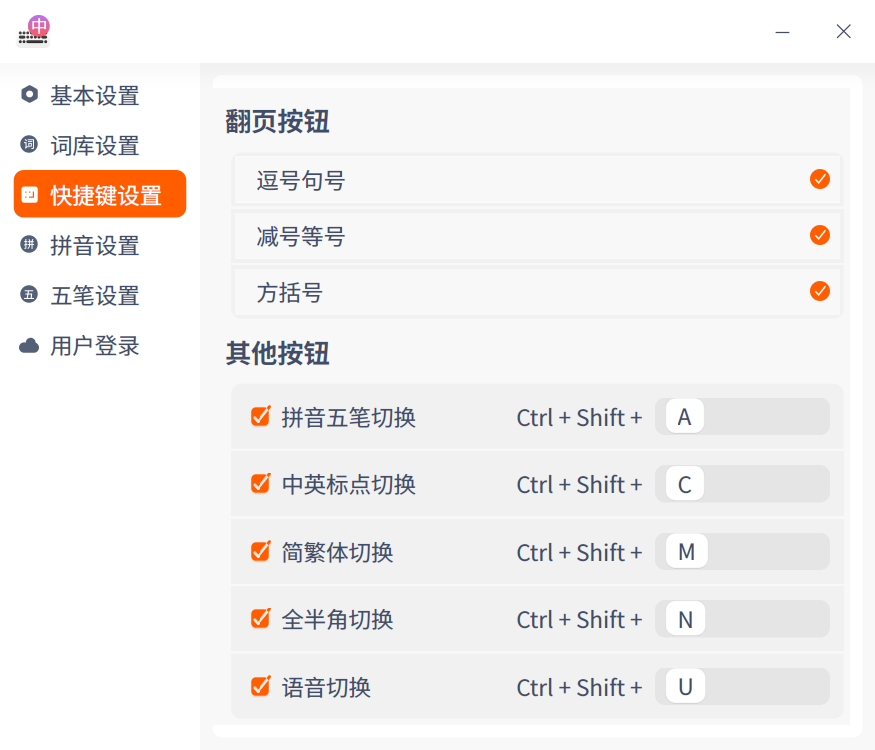 中
基本设置
词 词库设置
快捷键设置
拼 拼音设置
五 五笔设置
用户登录
翻页按钮
逗号句号
减号等号
方括号
其他按钮
拼音五笔切换 Ctrl + Shift + A
中英标点切换 Ctrl + Shift + C
简繁体切换 Ctrl + Shift + M
全半角切换 Ctrl + Shift + N
语音切换 Ctrl + Shift + U